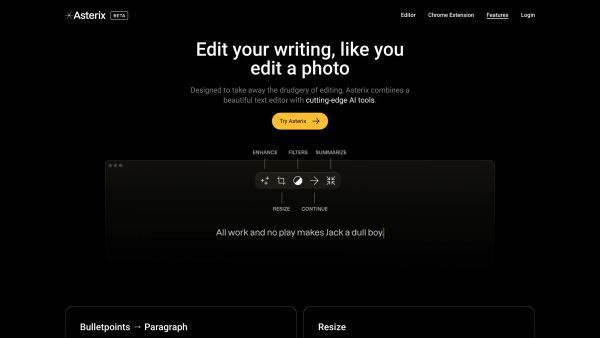 Asterix BETA
Editor Chrome Extension Features Login
Edit your writing, like you
edit a photo
Designed to take away the drudgery of editing, Asterix combines a
beautiful text editor with cutting-edge AI tools.
Try Asterix →
ENHANCE FILTERS SUMMARIZE
RESIZE CONTINUE
All work and no play makes Jack a dull boy.
Bulletpoints → Paragraph
Resize